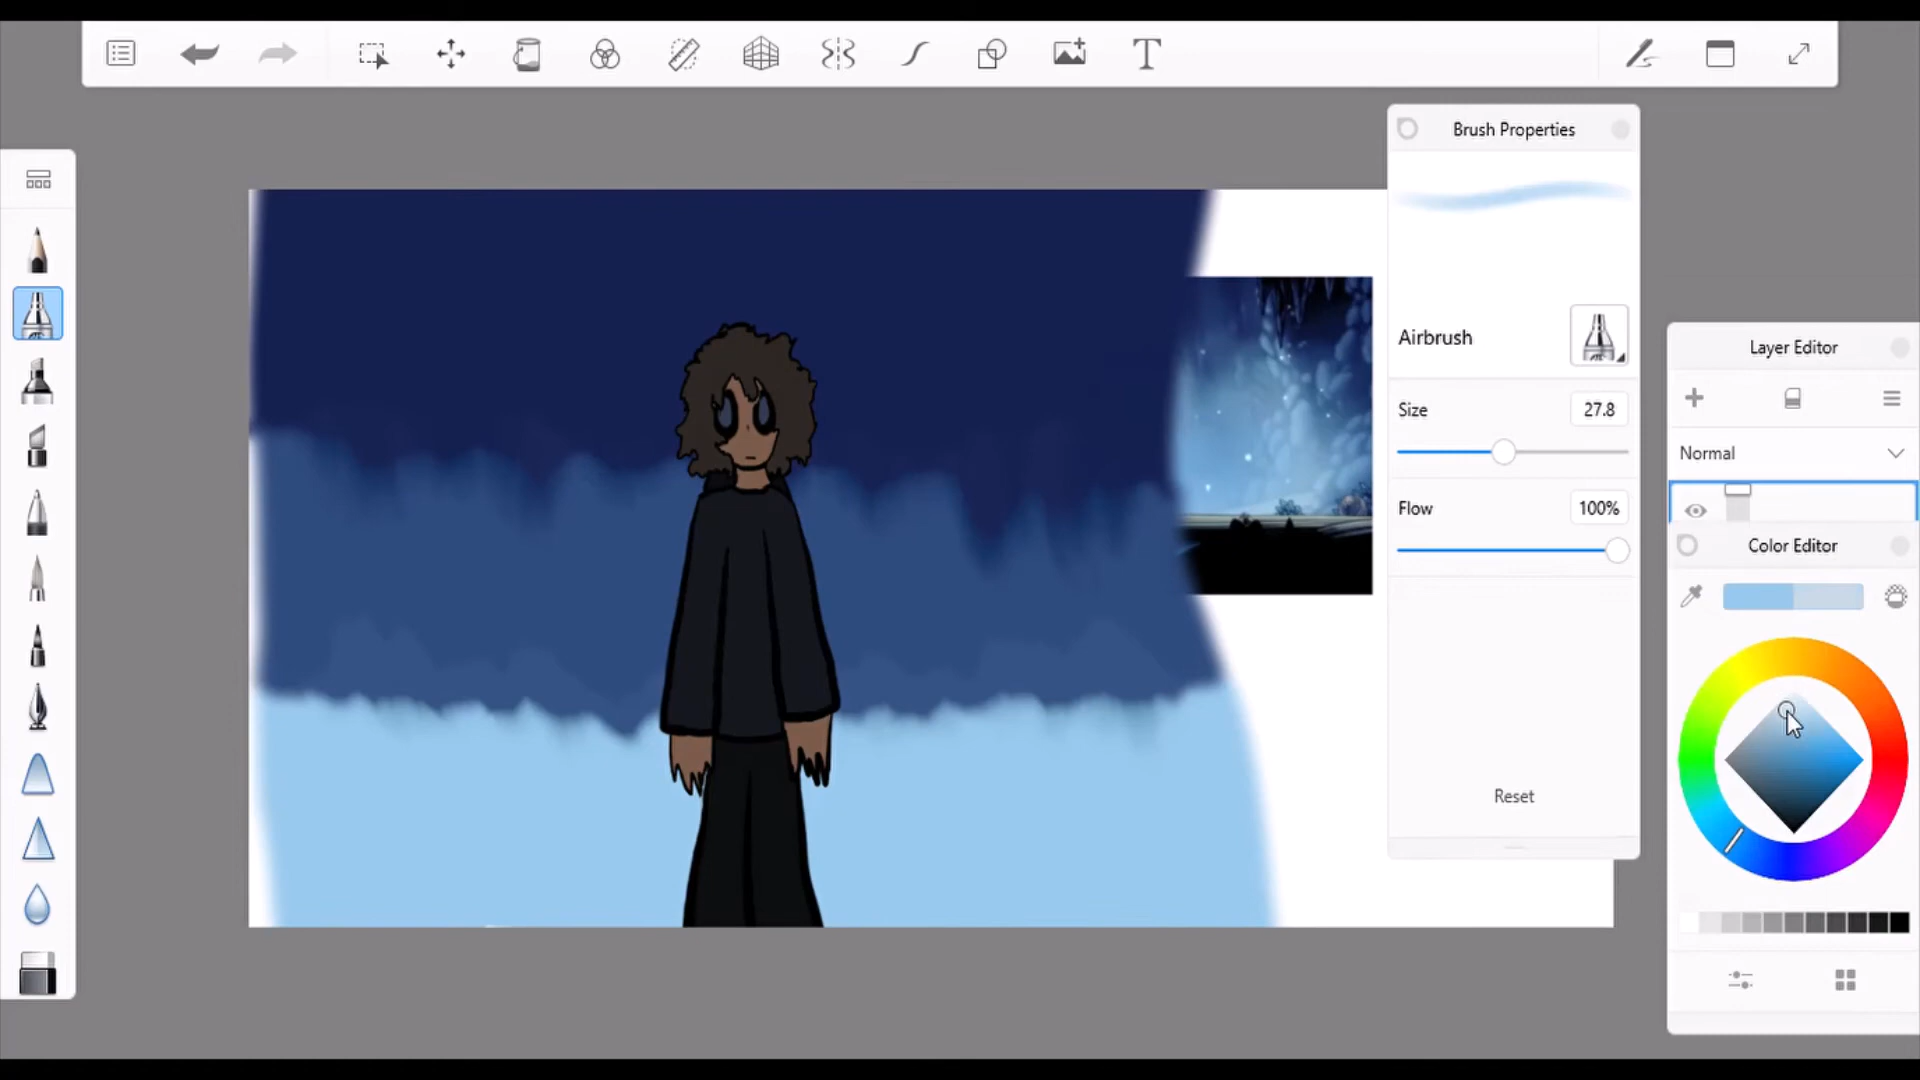 Brush Properties
Airbrush
Size 27.8
Flow 100%
Reset
Layer Editor
Normal
Color Editor